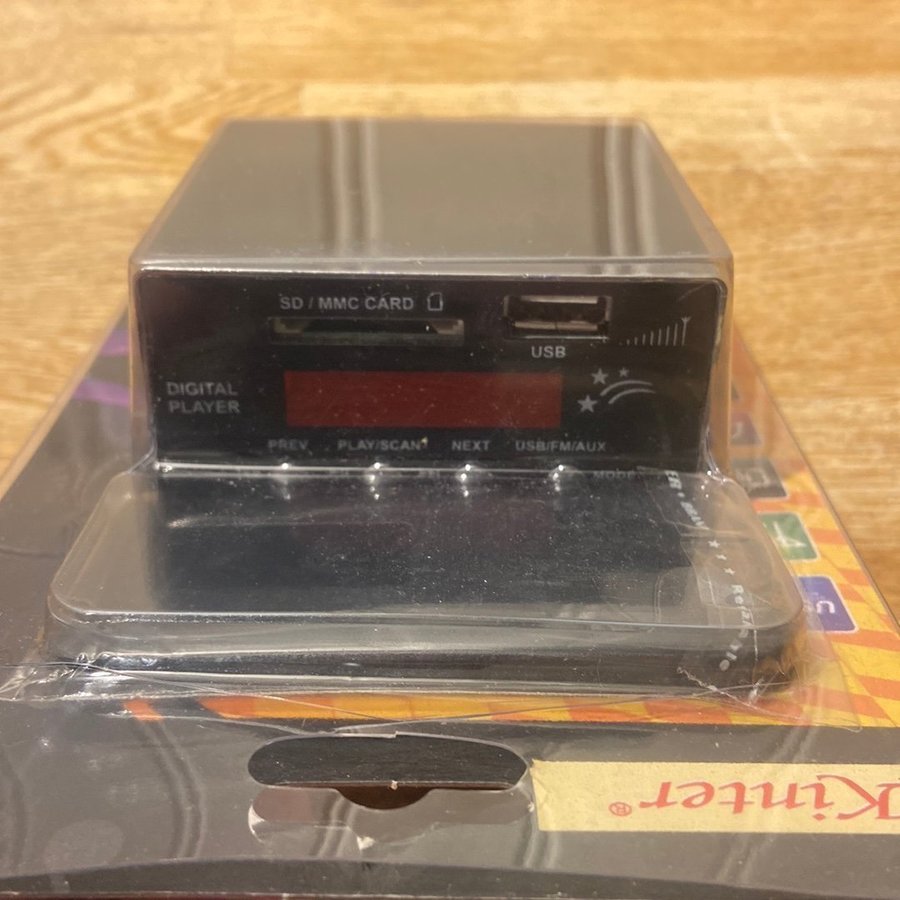 SD / MMC CARD
USB
DIGITAL
PLAYER
PREV PLAY/SCAN NEXT USB/FM/AUX
Kinter®